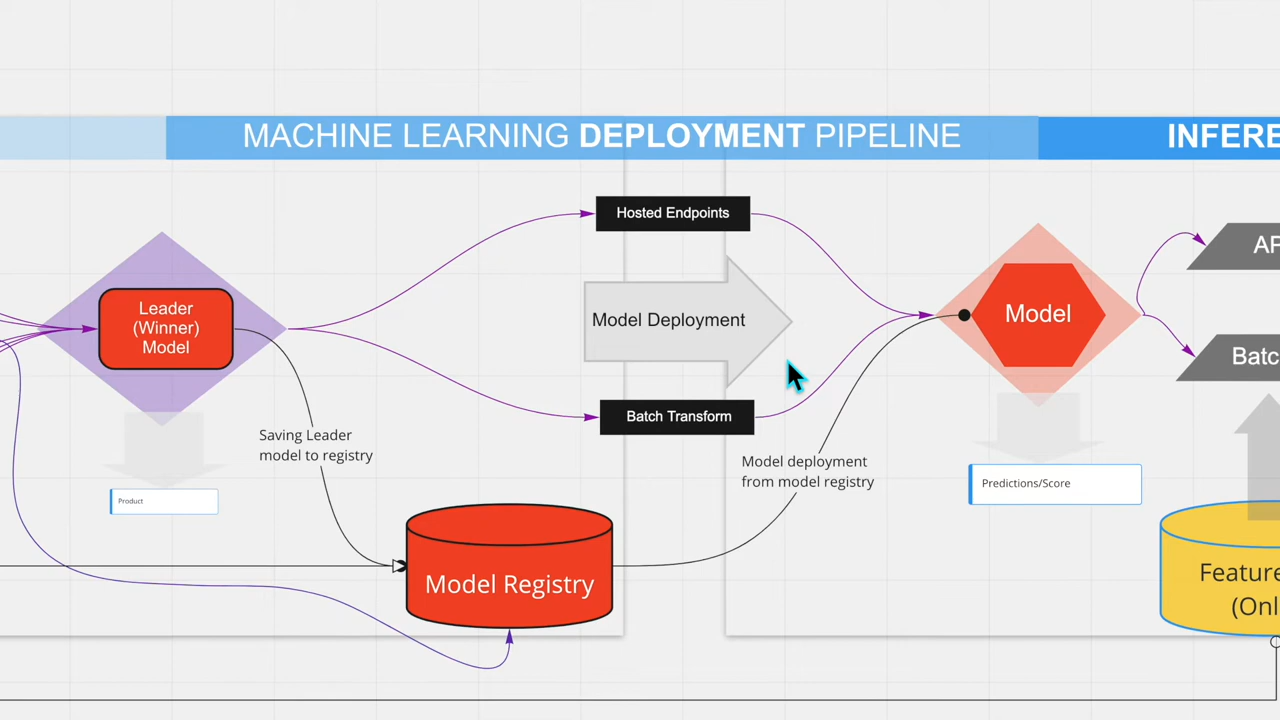 MACHINE LEARNING DEPLOYMENT PIPELINE
INFERE
Hosted Endpoints
Leader
(Winner)
Model
Model Deployment
Model
AP
Batc
Batch Transform
Saving Leader
model to registry
Model deployment
from model registry
Product
Predictions/Score
Model Registry
Feature
(Onl